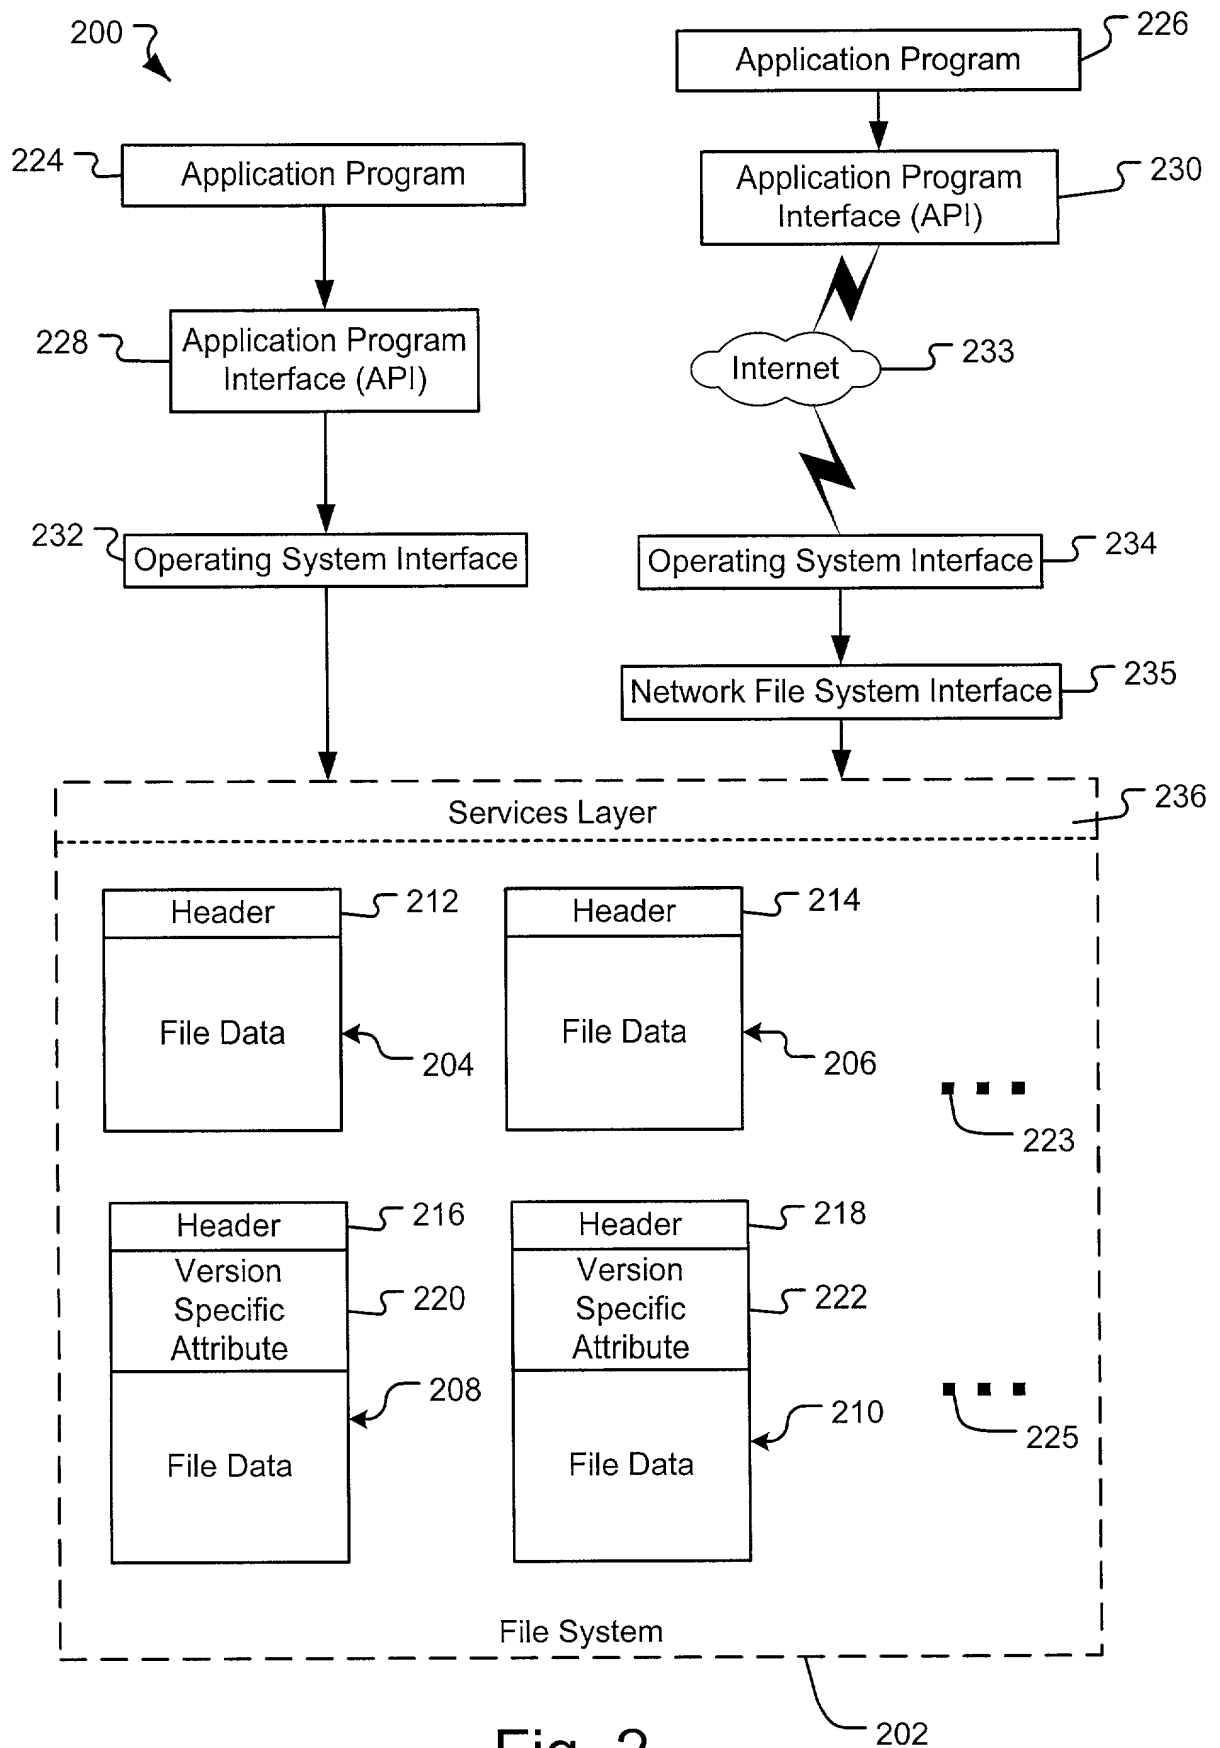 200
226
Application Program
224
Application Program
230
Application Program
Interface (API)
228
Application Program
Interface (API)
Internet
233
232
Operating System Interface
234
Operating System Interface
235
Network File System Interface
236
Services Layer
Header
212
Header
214
File Data
204
File Data
206
223
Header
216
Header
218
Version
Specific
Attribute
220
Version
Specific
Attribute
222
208
210
File Data
File Data
225
File System
202
Fig. 2